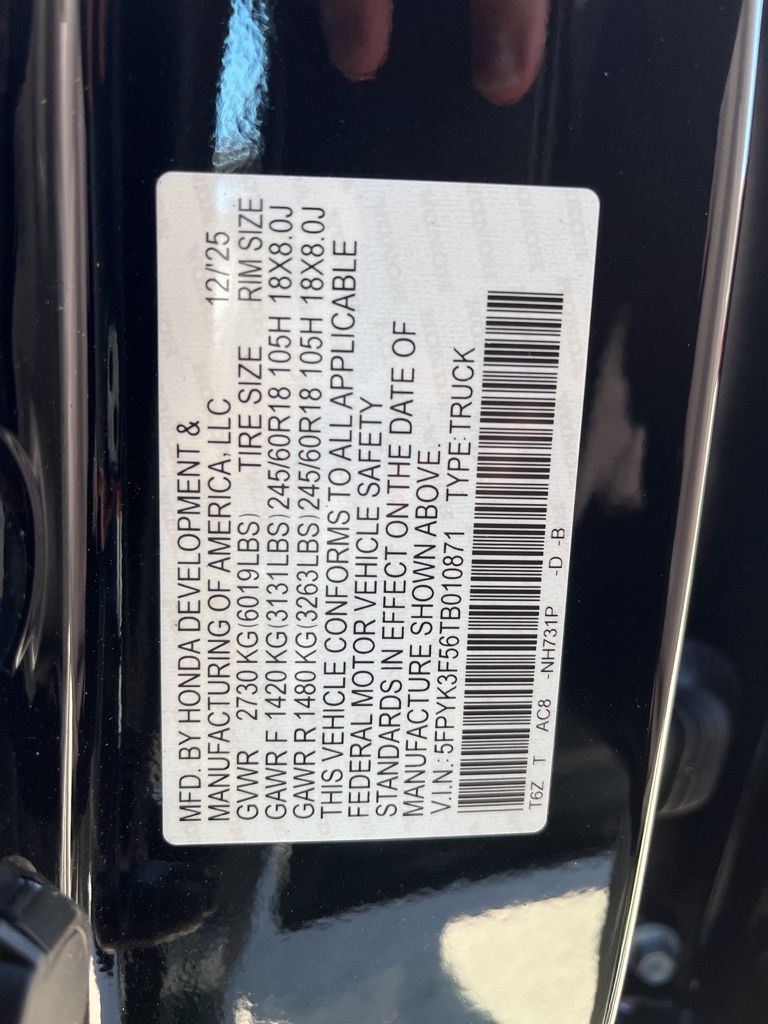 MFD. BY HONDA DEVELOPMENT &
MANUFACTURING OF AMERICA, LLC 12/'25
GVWR 2730 KG(6019LBS) TIRE SIZE RIM SIZE
GAWR F 1420 KG(3131LBS) 245/60R18 105H 18X8.0J
GAWR R 1480 KG(3263LBS) 245/60R18 105H 18X8.0J
THIS VEHICLE CONFORMS TO ALL APPLICABLE
FEDERAL MOTOR VEHICLE SAFETY
STANDARDS IN EFFECT ON THE DATE OF
MANUFACTURE SHOWN ABOVE.
V.I.N.: 5FPYK3F56TB010871 TYPE: TRUCK
T6Z T AC8 -NH731P -D -B